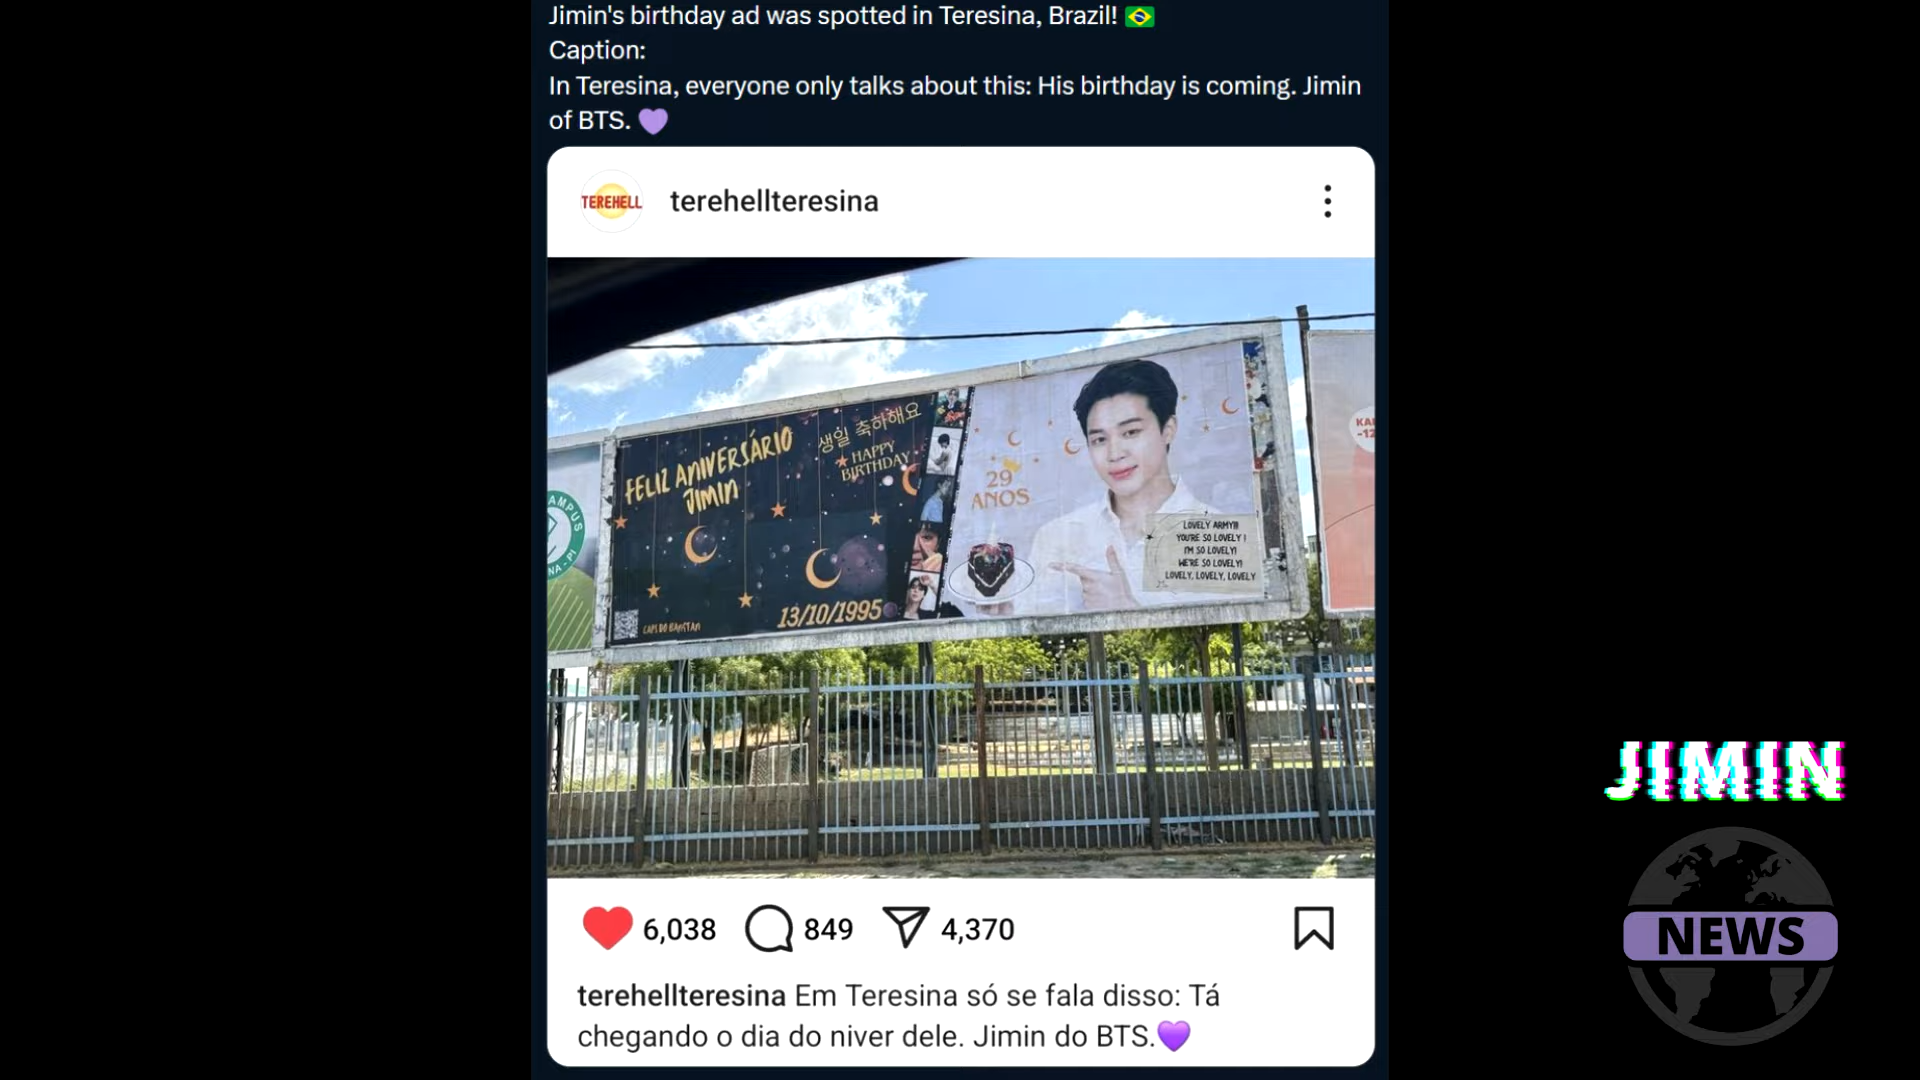 Jimin's birthday ad was spotted in Teresina, Brazil! 🇧🇷
Caption:
In Teresina, everyone only talks about this: His birthday is coming. Jimin
of BTS. 💜
TEREHELL
terehellteresina
FELIZ ANIVERSÁRIO
JIMIN
생일 축하해요
HAPPY
BIRTHDAY
13/10/1995
29
ANOS
LOVELY ARMY!!!
YOU'RE SO LOVELY!
I'M SO LOVELY!
WE'RE SO LOVELY!
LOVELY, LOVELY, LOVELY
6,038
849
4,370
terehellteresina Em Teresina só se fala disso: Tá
chegando o dia do niver dele. Jimin do BTS.💜
JIMIN
NEWS